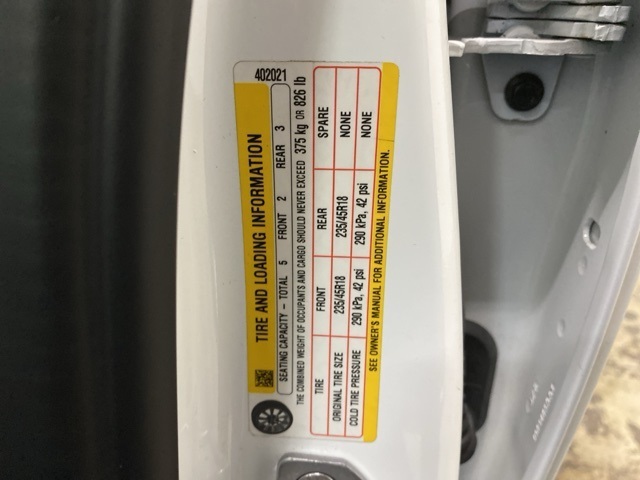 402021
TIRE AND LOADING INFORMATION
SEATING CAPACITY – TOTAL 5 FRONT 2 REAR 3
THE COMBINED WEIGHT OF OCCUPANTS AND CARGO SHOULD NEVER EXCEED 375 kg OR 826 lb
TIRE FRONT REAR SPARE
ORIGINAL TIRE SIZE 235/45R18 235/45R18 NONE
COLD TIRE PRESSURE 290 kPa, 42 psi 290 kPa, 42 psi NONE
SEE OWNER'S MANUAL FOR ADDITIONAL INFORMATION.